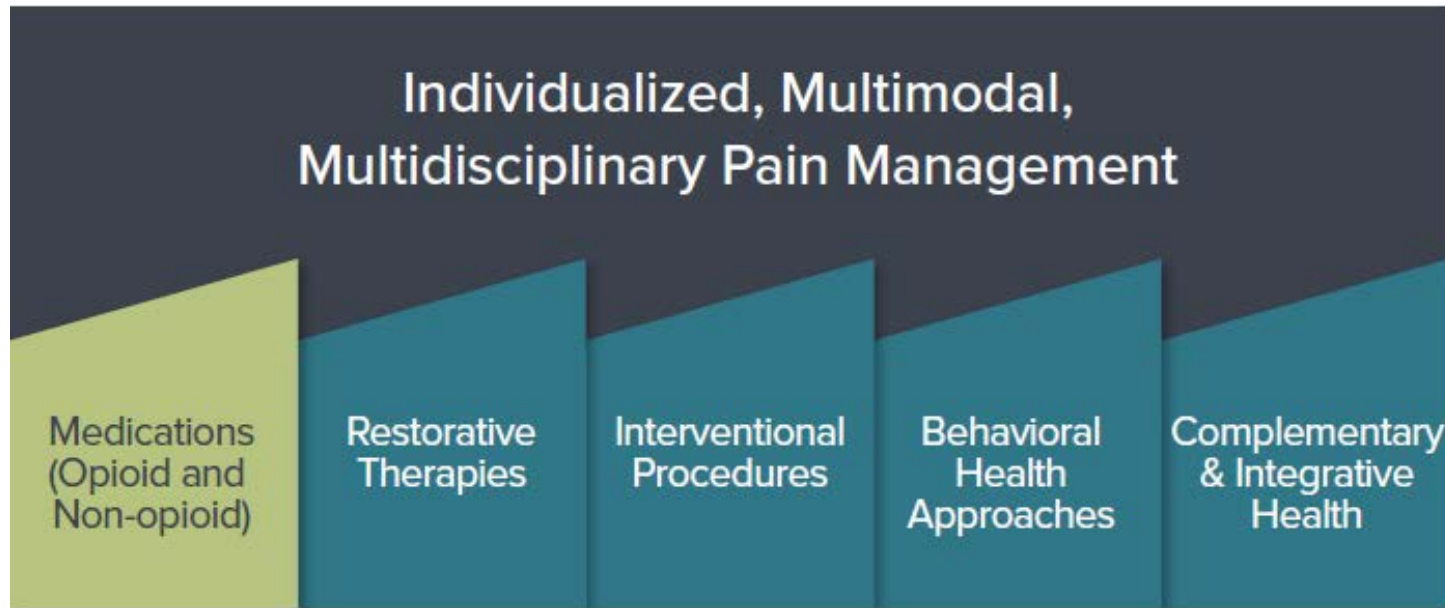 Individualized, Multimodal,
Multidisciplinary Pain Management
Medications
(Opioid and
Non-opioid)
Restorative
Therapies
Interventional
Procedures
Behavioral
Health
Approaches
Complementary
& Integrative
Health